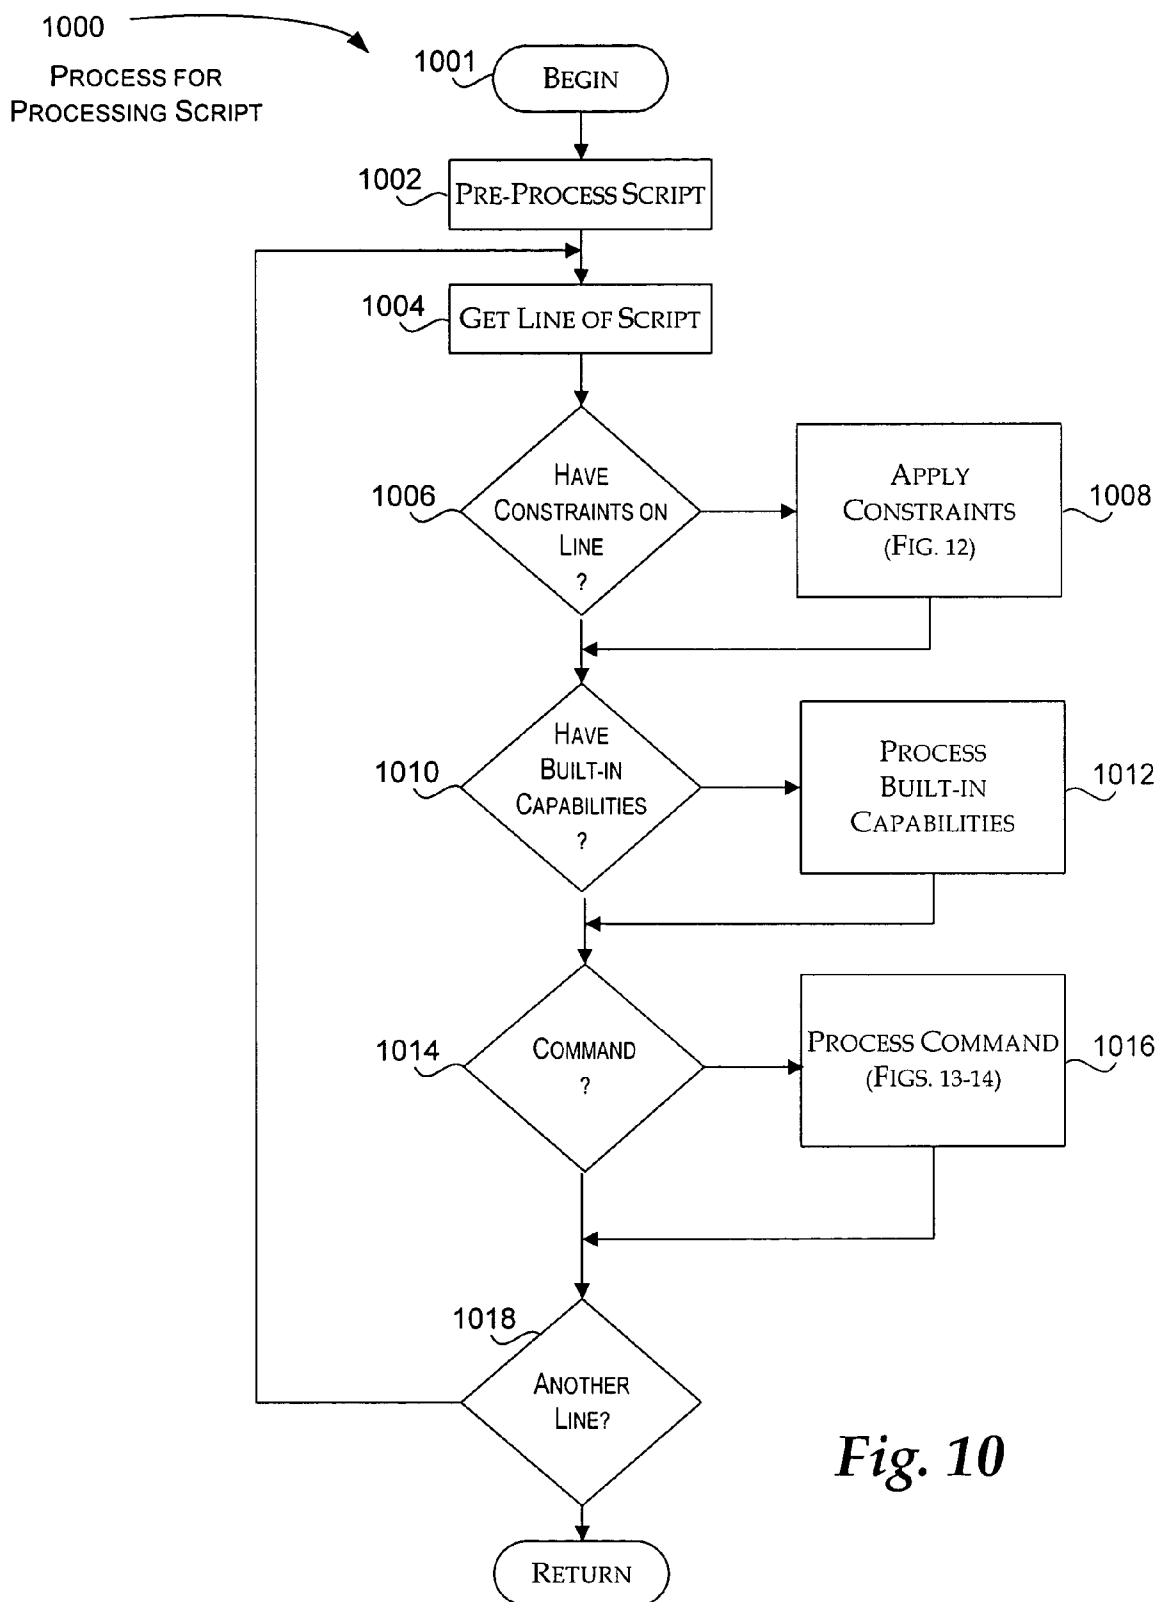 1000
PROCESS FOR
PROCESSING SCRIPT
1001
BEGIN
1002
PRE-PROCESS SCRIPT
1004
GET LINE OF SCRIPT
1006
HAVE
CONSTRAINTS ON
LINE
?
APPLY
CONSTRAINTS
(FIG. 12)
1008
1010
HAVE
BUILT-IN
CAPABILITIES
?
PROCESS
BUILT-IN
CAPABILITIES
1012
1014
COMMAND
?
PROCESS COMMAND
(FIGS. 13-14)
1016
1018
ANOTHER
LINE?
Fig. 10
RETURN